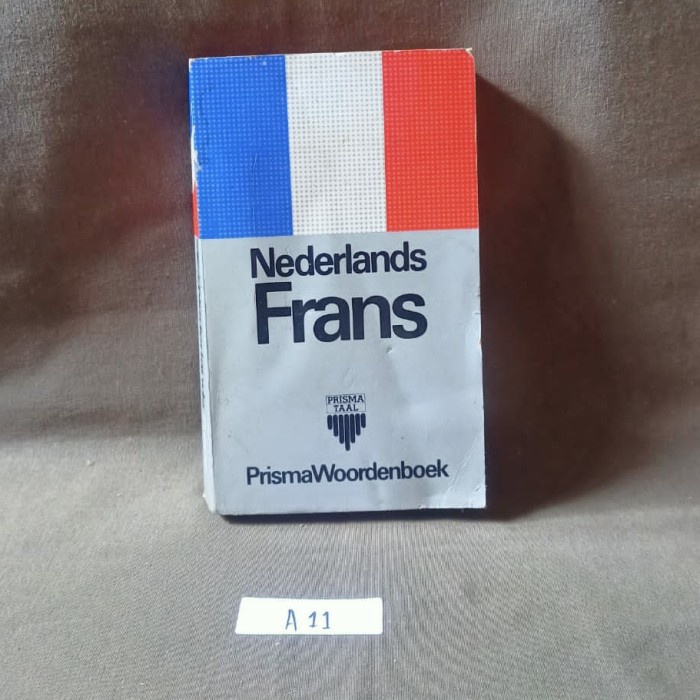 Nederlands
Frans
PRISMA
TAAL
PrismaWoordenboek
A 11